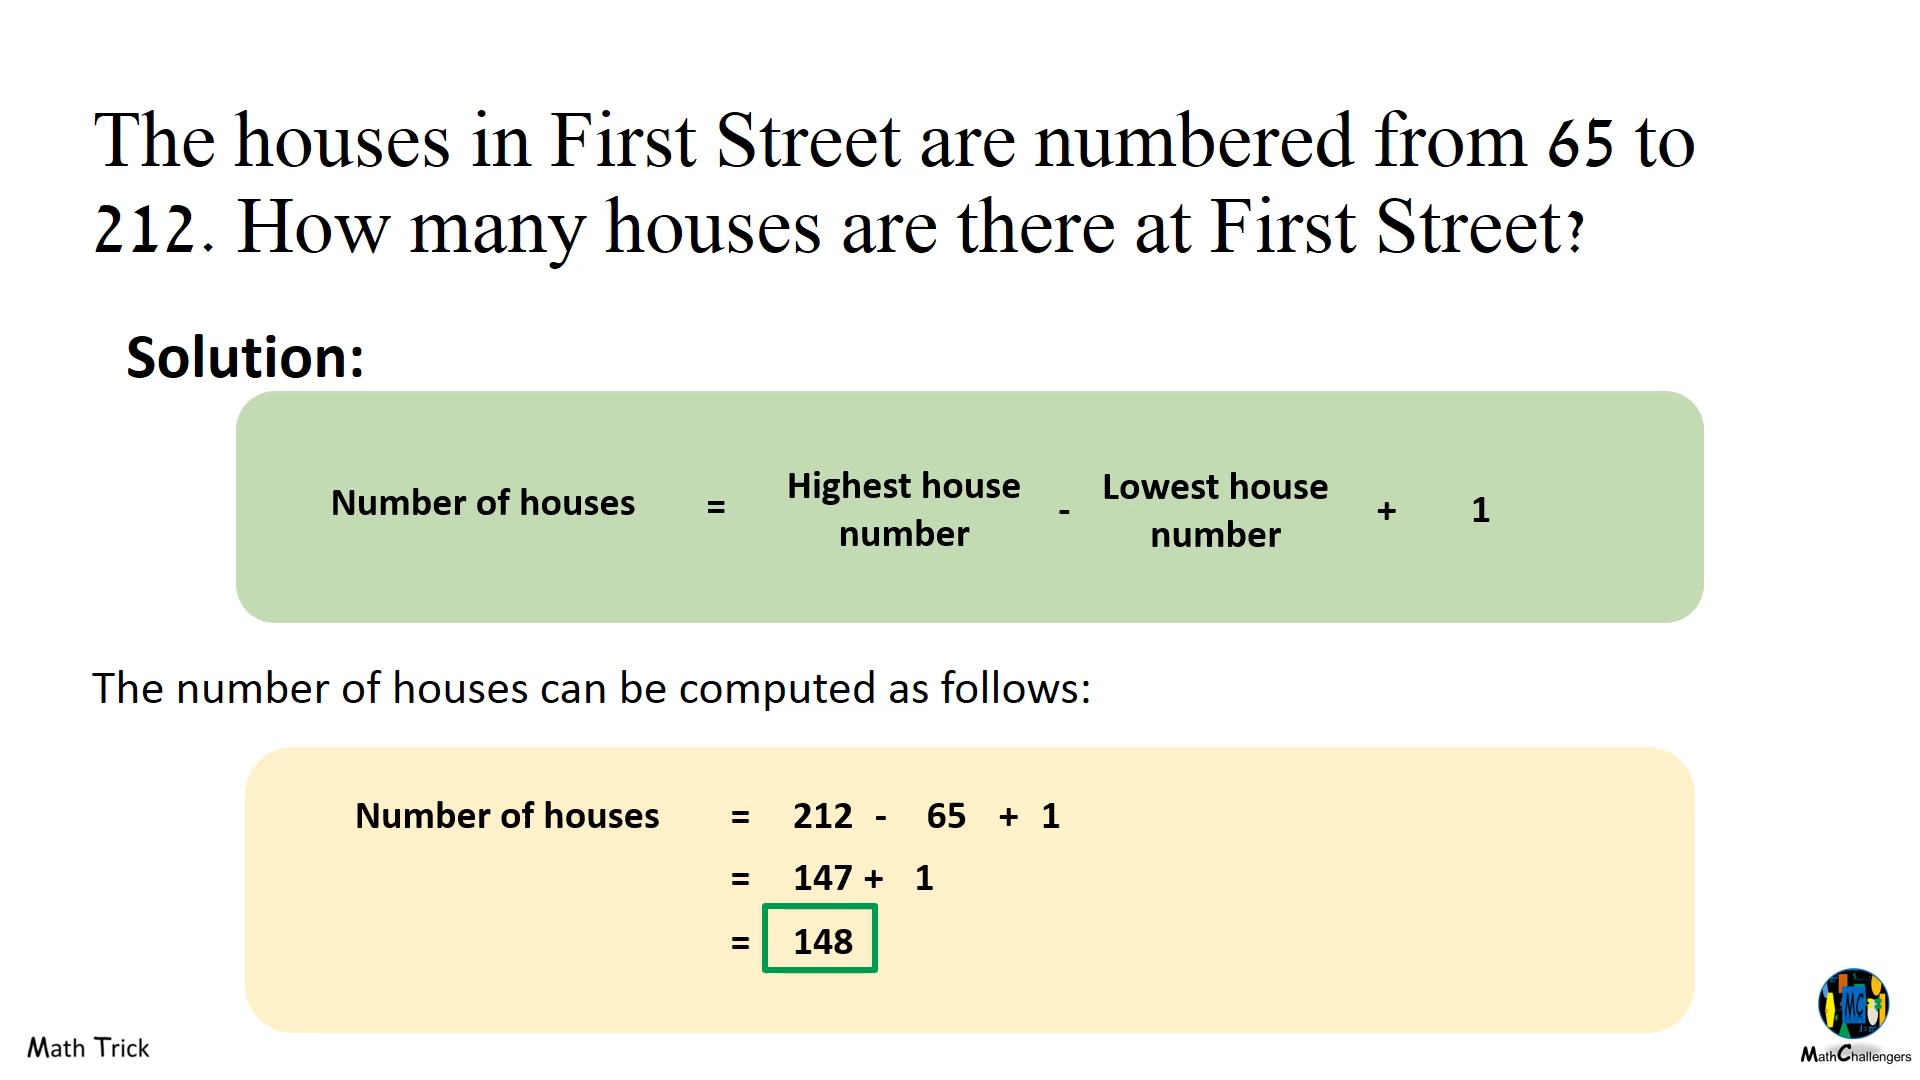 The houses in First Street are numbered from 65 to
212. How many houses are there at First Street?
Solution:
Number of houses = Highest house number - Lowest house number + 1
The number of houses can be computed as follows:
Number of houses = 212 - 65 + 1
= 147 + 1
= 148
MC
Math Trick
MathChallengers